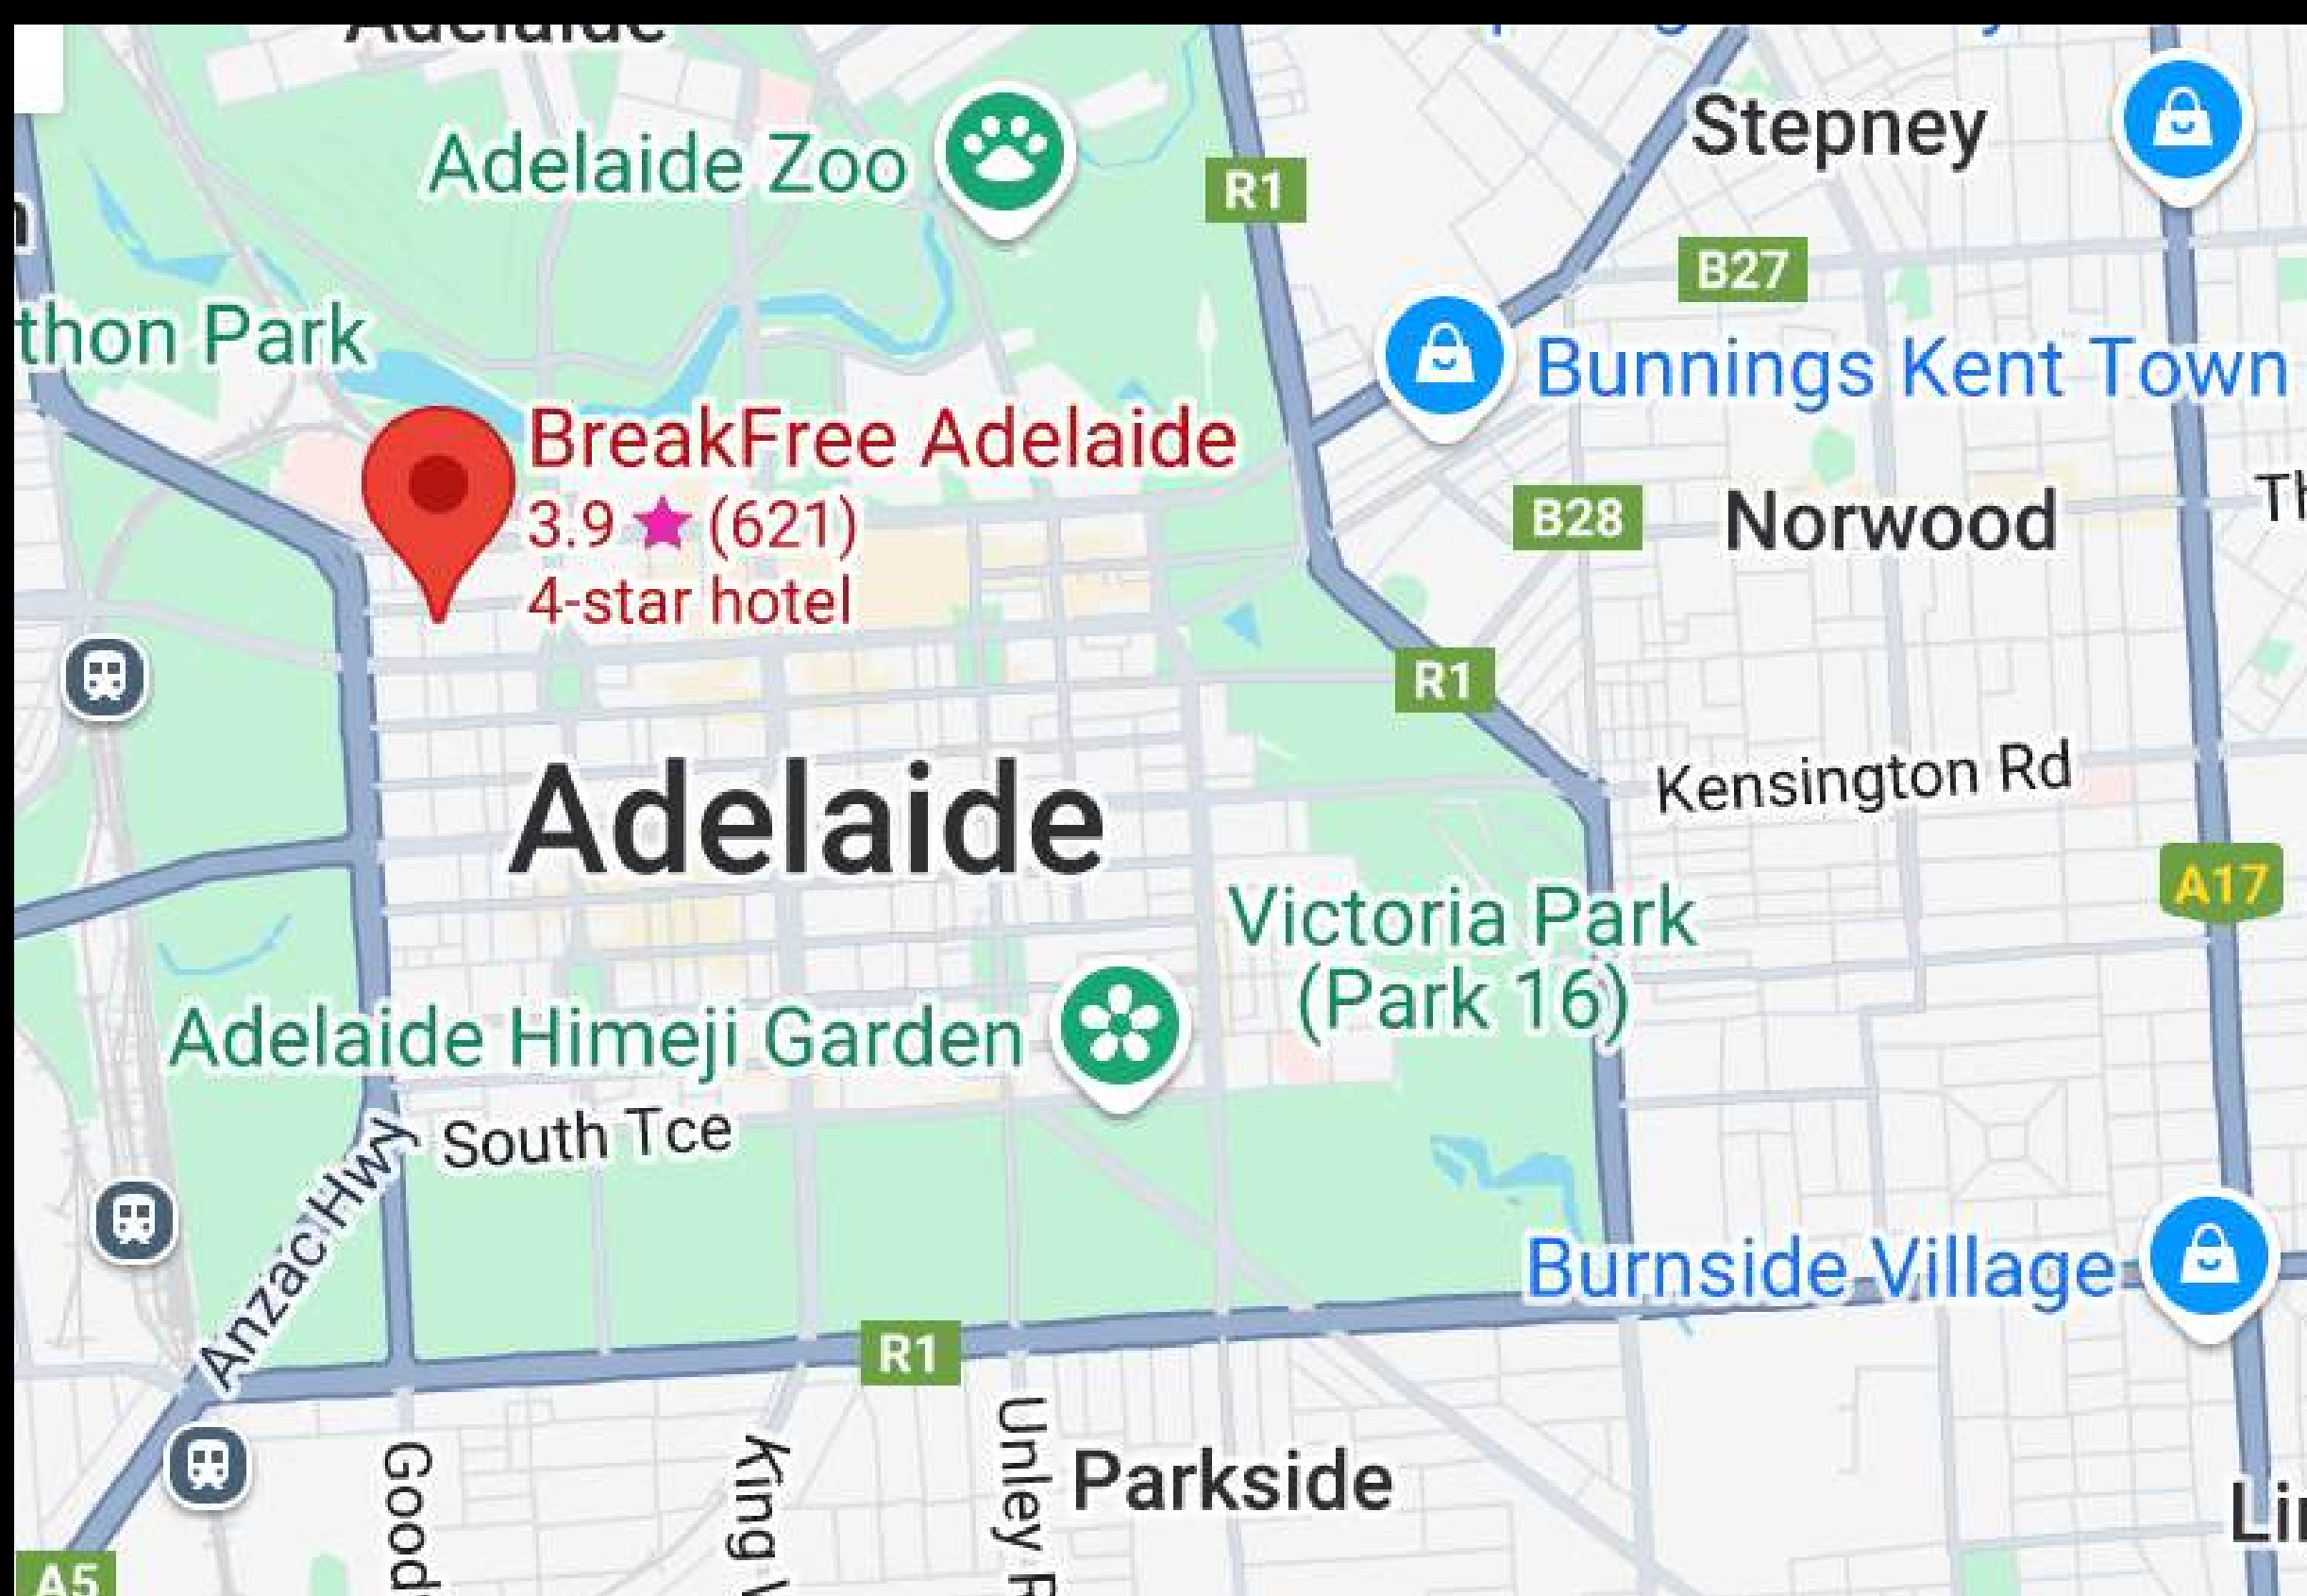 Adelaide
Adelaide Zoo
R1
Stepney
B27
thon Park
Bunnings Kent Town
BreakFree Adelaide
3.9 ★ (621)
4-star hotel
B28
Norwood
R1
Adelaide
Kensington Rd
A17
Victoria Park
(Park 16)
Adelaide Himeji Garden
South Tce
Anzac Hwy
Burnside Village
R1
Parkside
A5